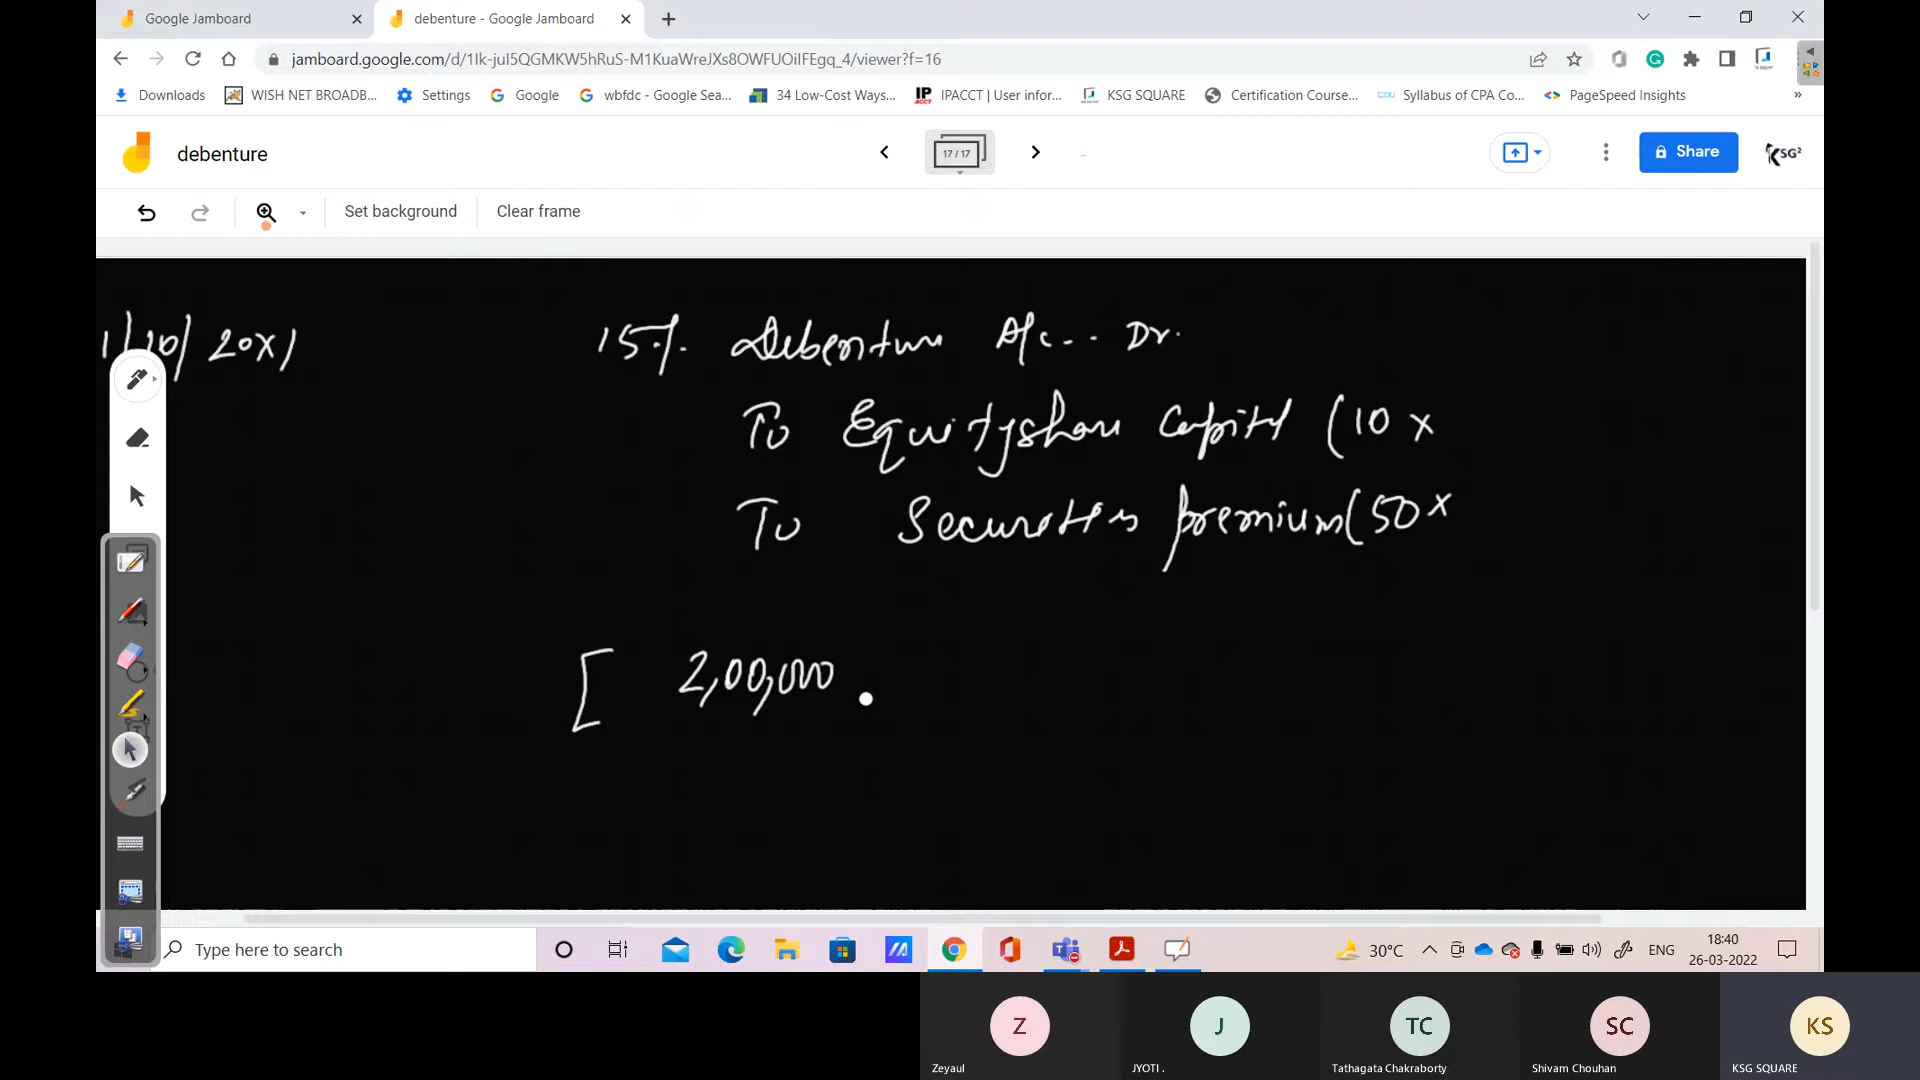 Google Jamboard
debenture - Google Jamboard
jamboard.google.com/d/1Ik-jul5QGMKW5hRuS-M1KuaWreJXs8OWFUOiIFEgq_4/viewer?f=16
Downloads WISH NET BROADB... Settings Google wbfdc - Google Sea... 34 Low-Cost Ways... IP ACCT IPACCT | User infor... KSG SQUARE Certification Course... Syllabus of CPA Co... PageSpeed Insights »
debenture 17 / 17 Share KSG²
Set background Clear frame
1/10/20X1 15% Debenture A/c... Dr.
To Equity share Capital (10 x
To Securities premium (50 x
[ 2,00,000
Type here to search 30°C ENG 18:40
26-03-2022
Z J TC SC KS
Zeyaul JYOTI . Tathagata Chakraborty Shivam Chouhan KSG SQUARE